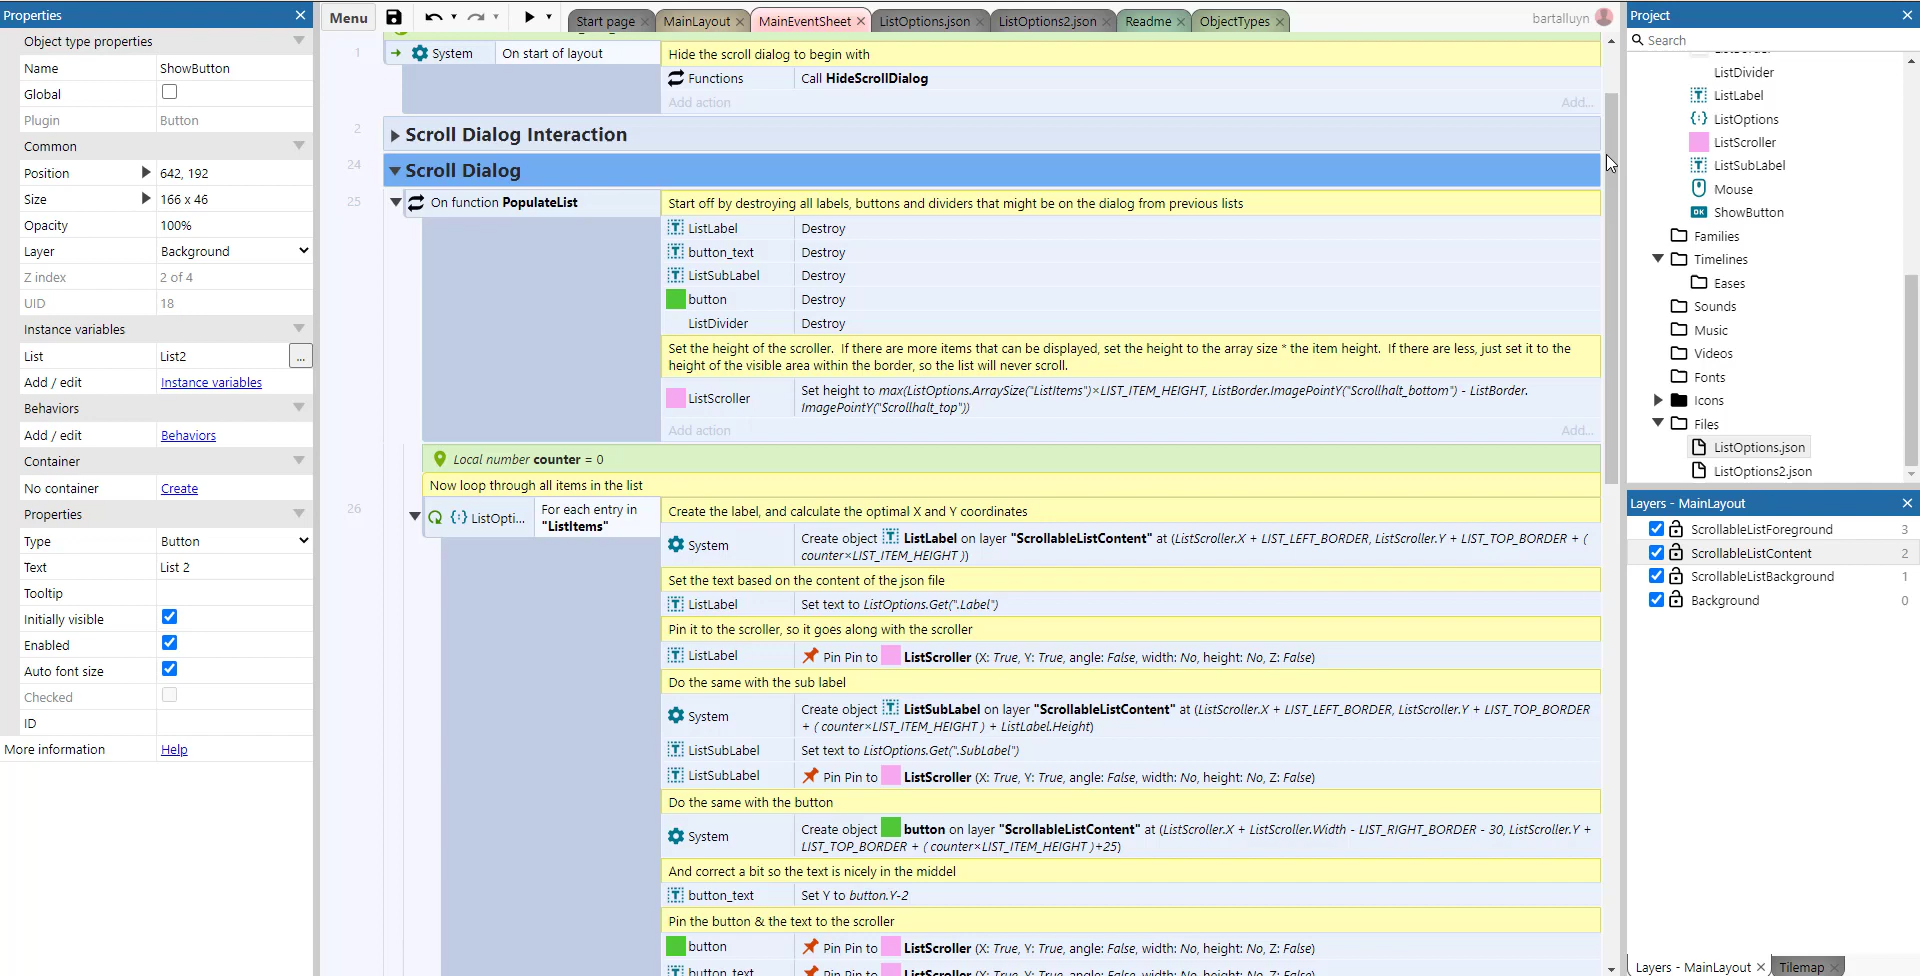 Properties
Object type properties
Name ShowButton
Global
Plugin Button
Common
Position 642, 192
Size 166 x 46
Opacity 100%
Layer Background
Z index 2 of 4
UID 18
Instance variables
List List2 ...
Add / edit Instance variables
Behaviors
Add / edit Behaviors
Container
No container Create
Properties
Type Button
Text List 2
Tooltip
Initially visible
Enabled
Auto font size
Checked
ID
More information Help
Menu
Start page
MainLayout
MainEventSheet
ListOptions.json
ListOptions2.json
Readme
ObjectTypes
bartalluyn
1 System On start of layout
Hide the scroll dialog to begin with
Functions Call HideScrollDialog
Add action Add...
2 Scroll Dialog Interaction
24 Scroll Dialog
25 On function PopulateList
Start off by destroying all labels, buttons and dividers that might be on the dialog from previous lists
ListLabel Destroy
button_text Destroy
ListSubLabel Destroy
button Destroy
ListDivider Destroy
Set the height of the scroller. If there are more items that can be displayed, set the height to the array size * the item height. If there are less, just set it to the
height of the visible area within the border, so the list will never scroll.
ListScroller Set height to max(ListOptions.ArraySize("ListItems")×LIST_ITEM_HEIGHT, ListBorder.ImagePointY("Scrollhalt_bottom") - ListBorder.
ImagePointY("Scrollhalt_top"))
Add action Add...
Local number counter = 0
Now loop through all items in the list
26 {:} ListOpti... For each entry in
"ListItems"
Create the label, and calculate the optimal X and Y coordinates
System Create object ListLabel on layer "ScrollableListContent" at (ListScroller.X + LIST_LEFT_BORDER, ListScroller.Y + LIST_TOP_BORDER + (
counter×LIST_ITEM_HEIGHT ))
Set the text based on the content of the json file
ListLabel Set text to ListOptions.Get(".Label")
Pin it to the scroller, so it goes along with the scroller
ListLabel Pin Pin to ListScroller (X: True, Y: True, angle: False, width: No, height: No, Z: False)
Do the same with the sub label
System Create object ListSubLabel on layer "ScrollableListContent" at (ListScroller.X + LIST_LEFT_BORDER, ListScroller.Y + LIST_TOP_BORDER
+ ( counter×LIST_ITEM_HEIGHT ) + ListLabel.Height)
ListSubLabel Set text to ListOptions.Get(".SubLabel")
ListSubLabel Pin Pin to ListScroller (X: True, Y: True, angle: False, width: No, height: No, Z: False)
Do the same with the button
System Create object button on layer "ScrollableListContent" at (ListScroller.X + ListScroller.Width - LIST_RIGHT_BORDER - 30, ListScroller.Y +
LIST_TOP_BORDER + ( counter×LIST_ITEM_HEIGHT )+25)
And correct a bit so the text is nicely in the middel
button_text Set Y to button.Y-2
Pin the button & the text to the scroller
button Pin Pin to ListScroller (X: True, Y: True, angle: False, width: No, height: No, Z: False)
button_text Pin Pin to ListScroller (X: True, Y: True, angle: False, width: No, height: No, Z: False)
Project
Search
ListBorder
ListDivider
ListLabel
{:} ListOptions
ListScroller
ListSubLabel
Mouse
OK ShowButton
Families
Timelines
Eases
Sounds
Music
Videos
Fonts
Icons
Files
ListOptions.json
ListOptions2.json
Layers - MainLayout
ScrollableListForeground 3
ScrollableListContent 2
ScrollableListBackground 1
Background 0
Layers - MainLayout
Tilemap